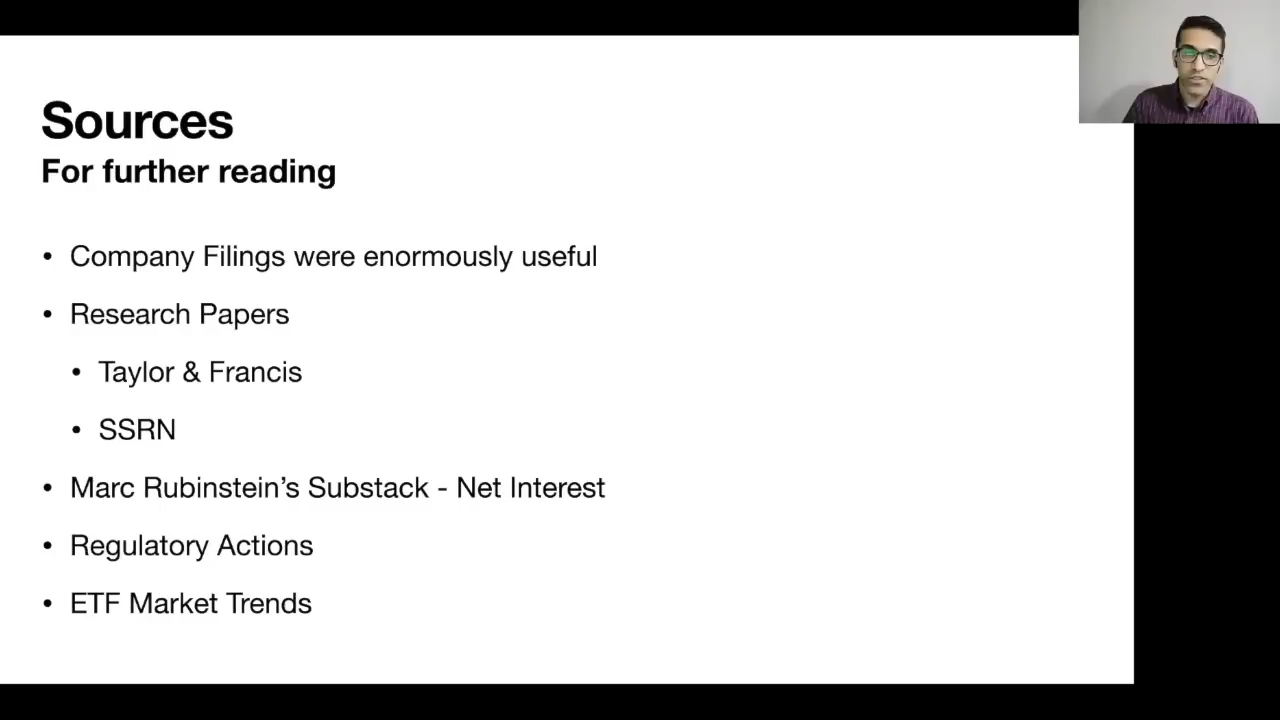 Sources
For further reading
• Company Filings were enormously useful
• Research Papers
• Taylor & Francis
• SSRN
• Marc Rubinstein’s Substack - Net Interest
• Regulatory Actions
• ETF Market Trends